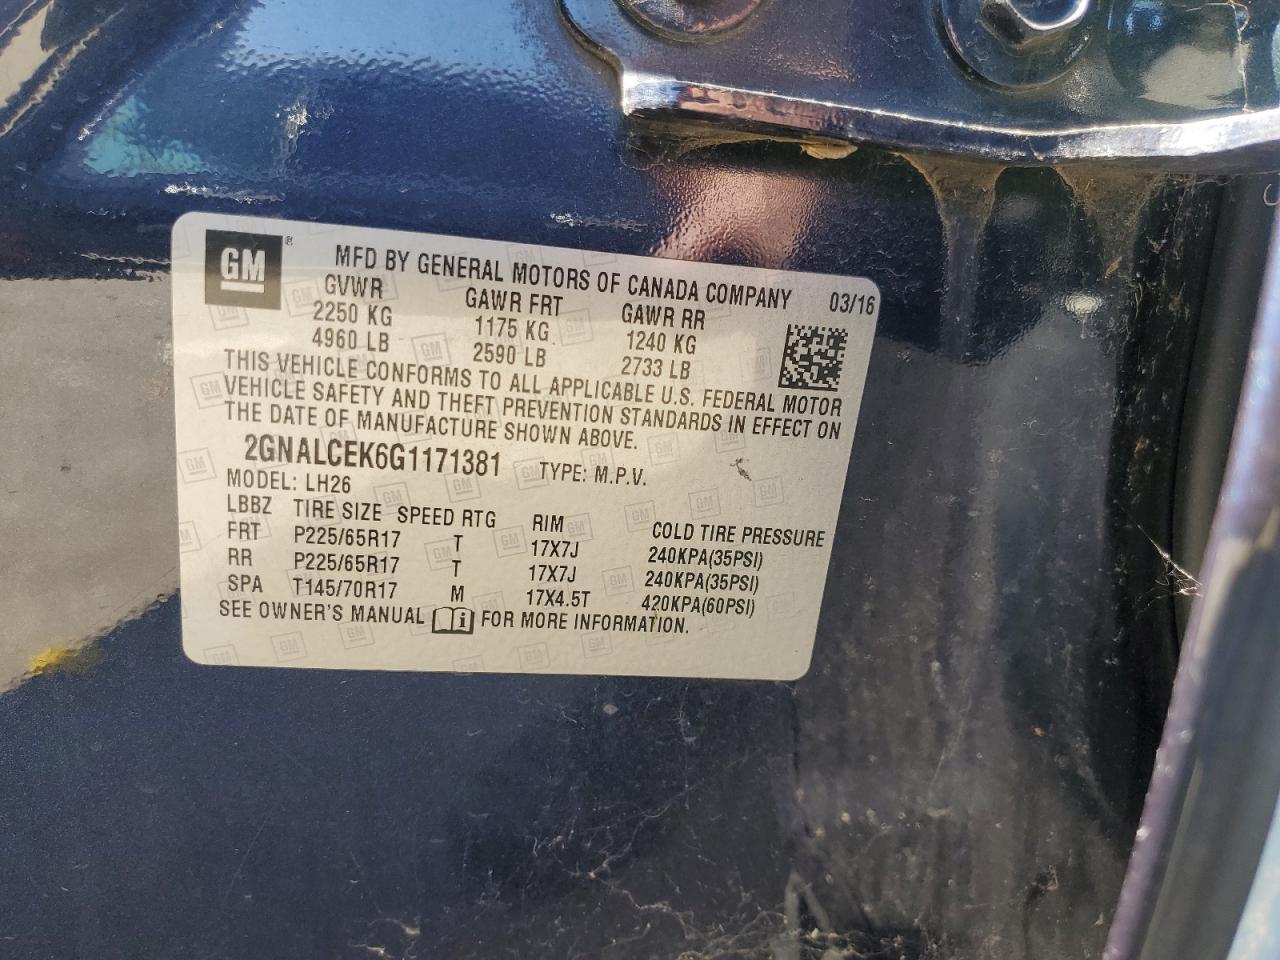 GM ®
MFD BY GENERAL MOTORS OF CANADA COMPANY 03/16
GVWR GAWR FRT GAWR RR
2250 KG 1175 KG 1240 KG
4960 LB 2590 LB 2733 LB
THIS VEHICLE CONFORMS TO ALL APPLICABLE U.S. FEDERAL MOTOR
VEHICLE SAFETY AND THEFT PREVENTION STANDARDS IN EFFECT ON
THE DATE OF MANUFACTURE SHOWN ABOVE.
2GNALCEK6G1171381 TYPE: M.P.V.
MODEL: LH26
LBBZ TIRE SIZE SPEED RTG RIM COLD TIRE PRESSURE
FRT P225/65R17 T 17X7J 240KPA(35PSI)
RR P225/65R17 T 17X7J 240KPA(35PSI)
SPA T145/70R17 M 17X4.5T 420KPA(60PSI)
SEE OWNER'S MANUAL i FOR MORE INFORMATION.